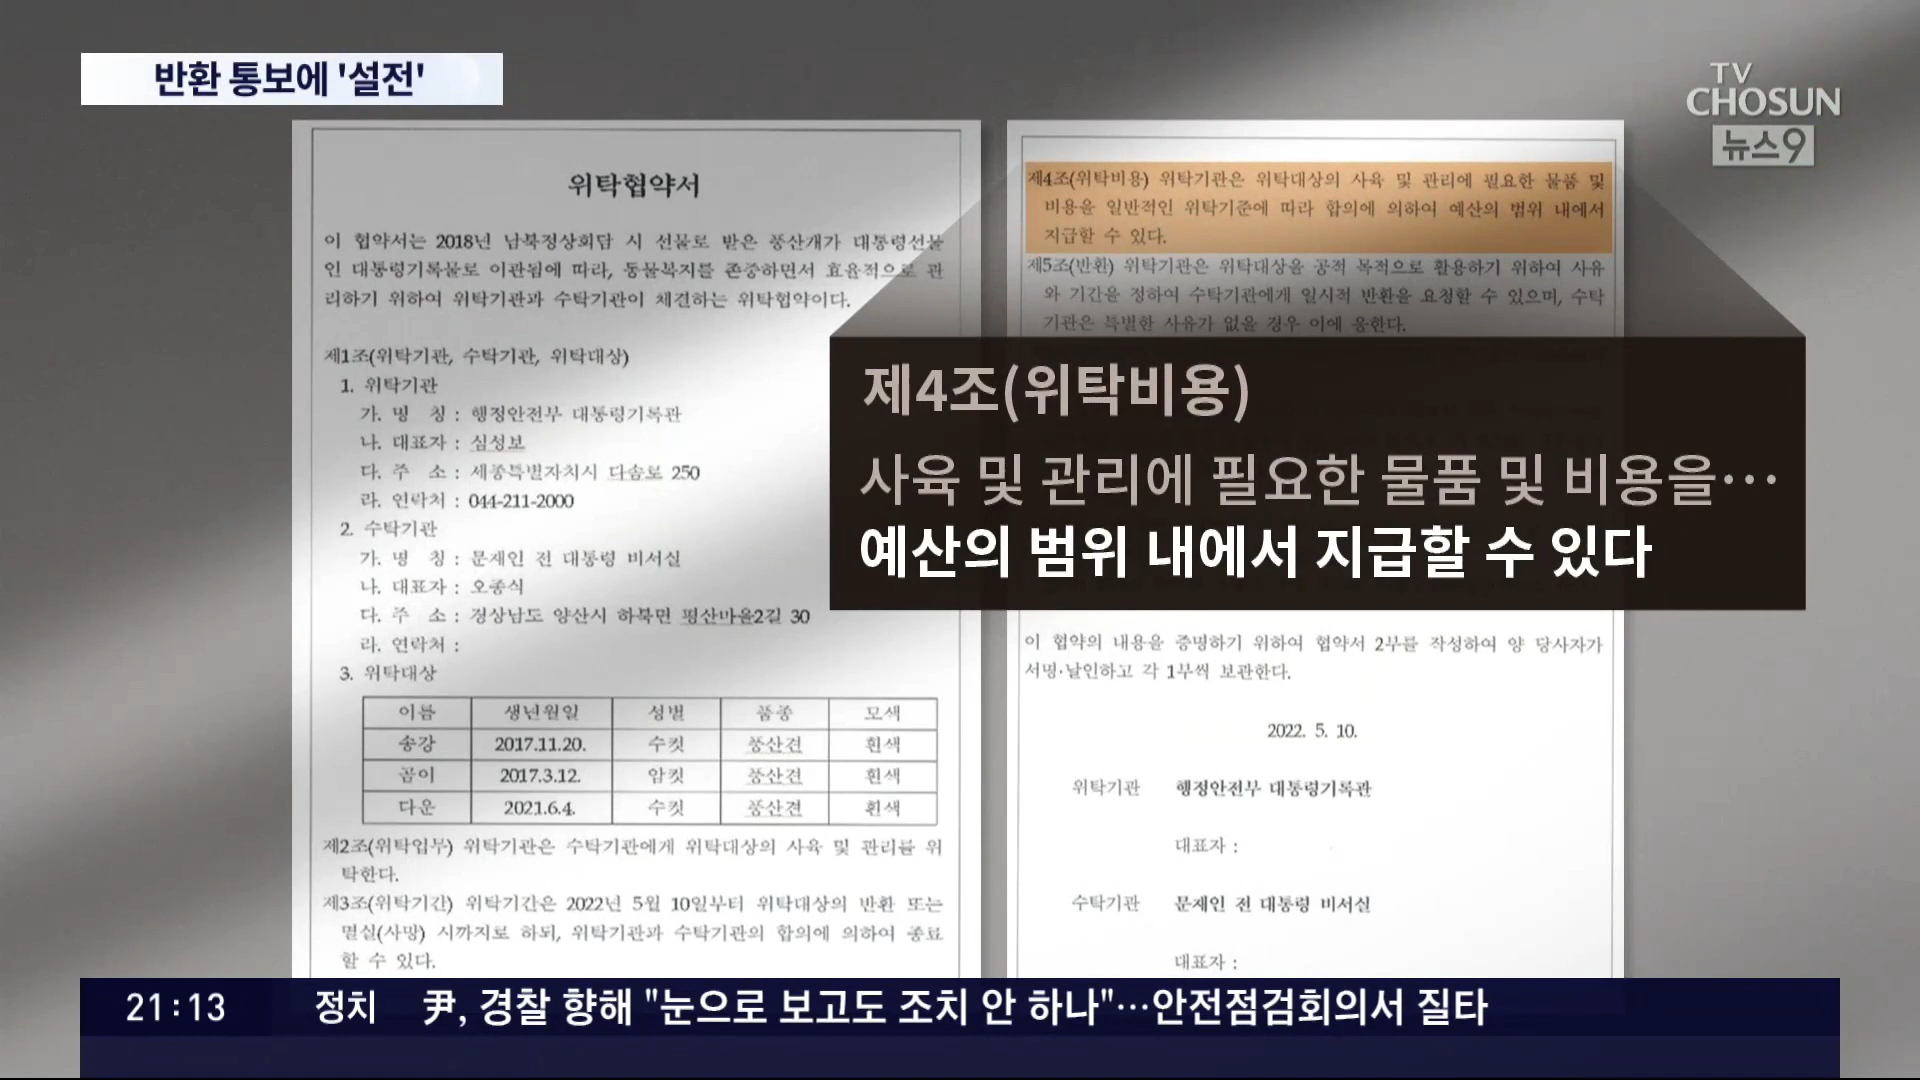 반환 통보에 '설전'
TV
CHOSUN
뉴스9
위탁협약서
이 협약서는 2018년 남북정상회담 시 선물로 받은 풍산개가 대통령선물
인 대통령기록물로 이관됨에 따라, 동물복지를 존중하면서 효율적으로 관
리하기 위하여 위탁기관과 수탁기관이 체결하는 위탁협약이다.
제1조(위탁기관, 수탁기관, 위탁대상)
1. 위탁기관
가. 명 칭 : 행정안전부 대통령기록관
나. 대표자 : 심성보
다. 주 소 : 세종특별자치시 다솜로 250
라. 연락처 : 044-211-2000
2. 수탁기관
가. 명 칭 : 문재인 전 대통령 비서실
나. 대표자 : 오종식
다. 주 소 : 경상남도 양산시 하북면 평산마을2길 30
라. 연락처 :
3. 위탁대상
이름 생년월일 성별 품종 모색
송강 2017.11.20. 수컷 풍산견 흰색
곰이 2017.3.12. 암컷 풍산견 흰색
다운 2021.6.4. 수컷 풍산견 흰색
제2조(위탁업무) 위탁기관은 수탁기관에게 위탁대상의 사육 및 관리를 위
탁한다.
제3조(위탁기간) 위탁기간은 2022년 5월 10일부터 위탁대상의 반환 또는
멸실(사망) 시까지로 하되, 위탁기관과 수탁기관의 합의에 의하여 종료
할 수 있다.
제4조(위탁비용) 위탁기관은 위탁대상의 사육 및 관리에 필요한 물품 및
비용을 일반적인 위탁기준에 따라 합의에 의하여 예산의 범위 내에서
지급할 수 있다.
제5조(반환) 위탁기관은 위탁대상을 공적 목적으로 활용하기 위하여 사유
와 기간을 정하여 수탁기관에게 일시적 반환을 요청할 수 있으며, 수탁
기관은 특별한 사유가 없을 경우 이에 응한다.
제4조(위탁비용)
사육 및 관리에 필요한 물품 및 비용을…
예산의 범위 내에서 지급할 수 있다
이 협약의 내용을 증명하기 위하여 협약서 2부를 작성하여 양 당사자가
서명·날인하고 각 1부씩 보관한다.
2022. 5. 10.
위탁기관 행정안전부 대통령기록관
대표자 :
수탁기관 문재인 전 대통령 비서실
대표자 :
21:13 정치 尹, 경찰 향해 "눈으로 보고도 조치 안 하나"…안전점검회의서 질타